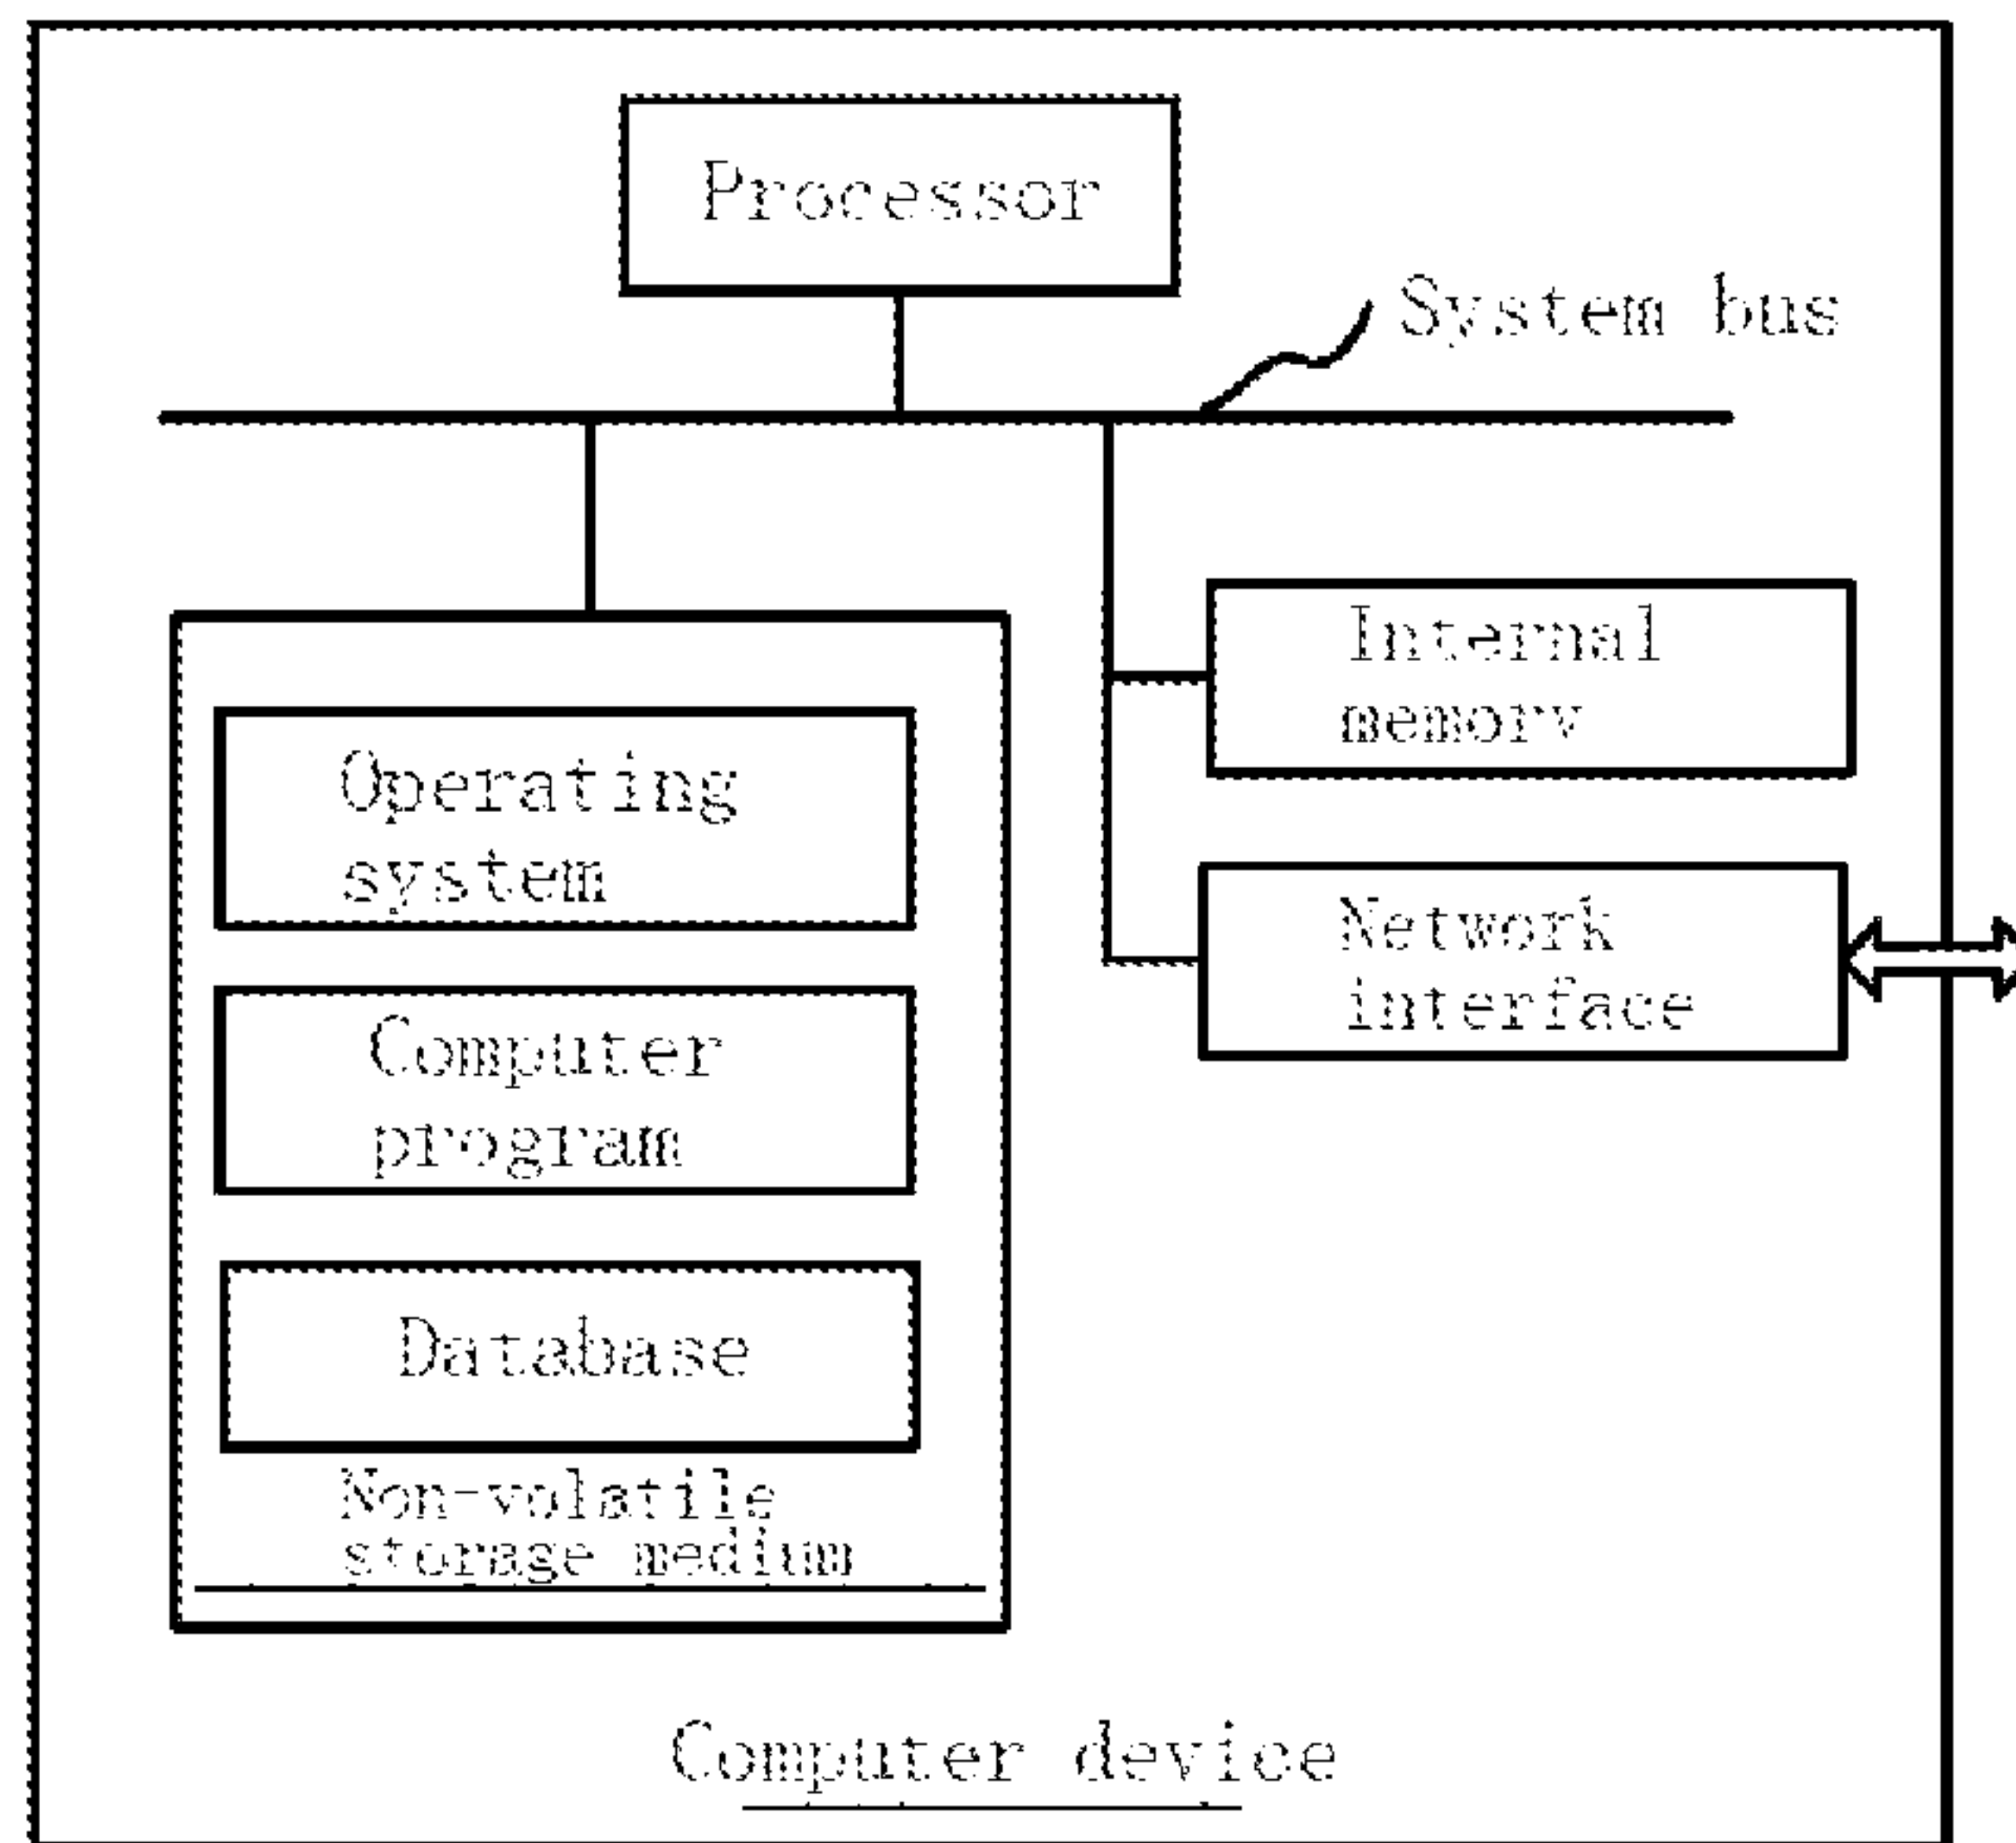 Processor
System bus
Internal
memory
Operating
system
Network
interface
Computer
program
Database
Non-volatile
storage medium
Computer device